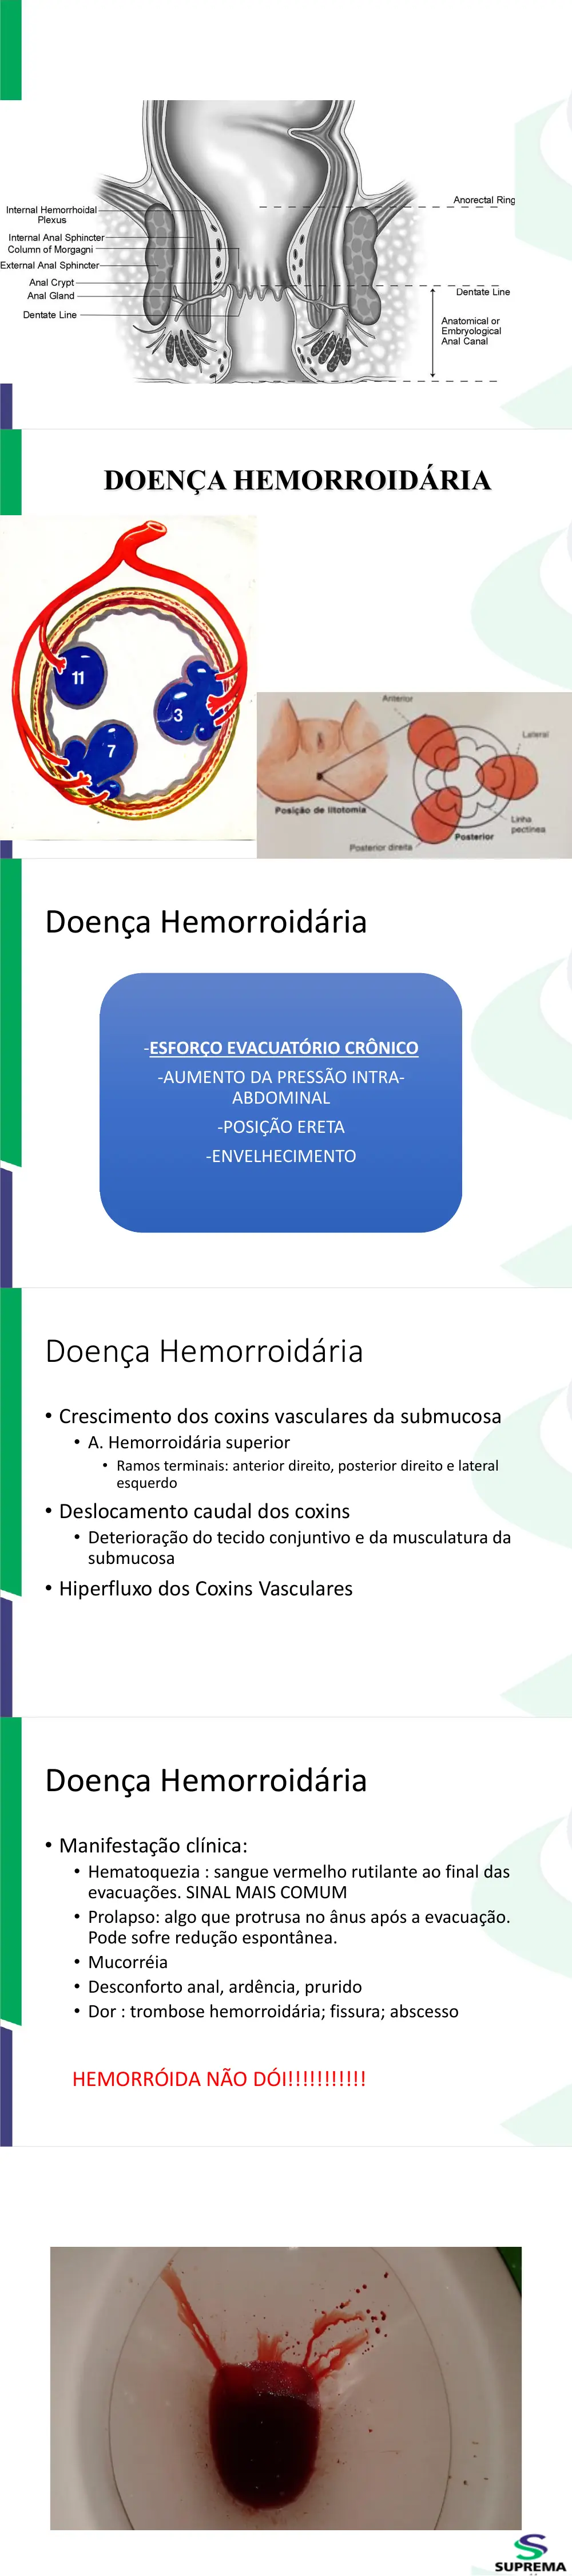 Internal Hemorrhoidal
Plexus
Internal Anal Sphincter
Column of Morgagni
External Anal Sphincter
Anal Crypt
Anal Gland
Dentate Line
Anorectal Ring
Dentate Line
Anatomical or
Embryological
Anal Canal
DOENÇA HEMORROIDÁRIA
11
3
7
Anterior
Lateral
Posição de litotomia
Linha
pectínea
Posterior
Posterior direita
Doença Hemorroidária
-ESFORÇO EVACUATÓRIO CRÔNICO
-AUMENTO DA PRESSÃO INTRA-
ABDOMINAL
-POSIÇÃO ERETA
-ENVELHECIMENTO
Doença Hemorroidária
• Crescimento dos coxins vasculares da submucosa
• A. Hemorroidária superior
• Ramos terminais: anterior direito, posterior direito e lateral
esquerdo
• Deslocamento caudal dos coxins
• Deterioração do tecido conjuntivo e da musculatura da
submucosa
• Hiperfluxo dos Coxins Vasculares
Doença Hemorroidária
• Manifestação clínica:
• Hematoquezia : sangue vermelho rutilante ao final das
evacuações. SINAL MAIS COMUM
• Prolapso: algo que protrusa no ânus após a evacuação.
Pode sofre redução espontânea.
• Mucorréia
• Desconforto anal, ardência, prurido
• Dor : trombose hemorroidária; fissura; abscesso
HEMORRÓIDA NÃO DÓI!!!!!!!!!!!
SUPREMA